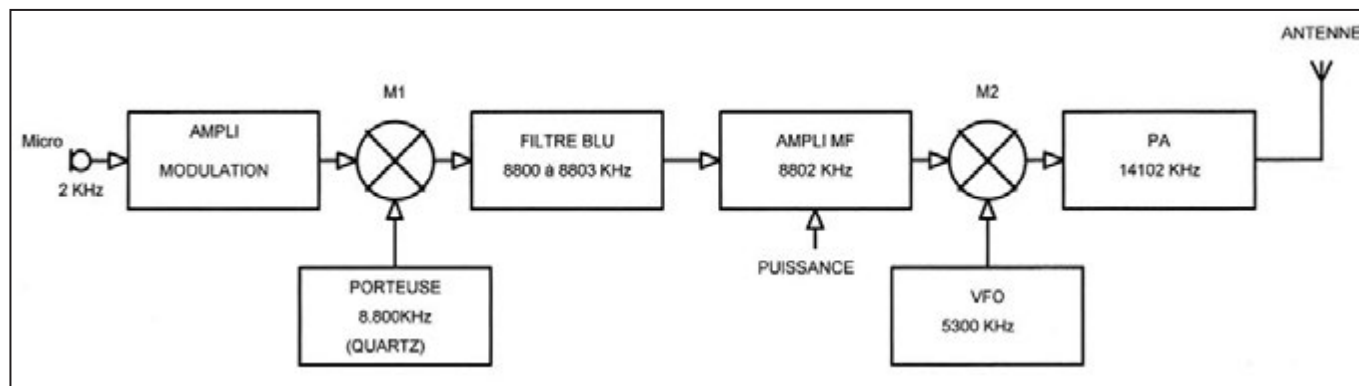 ANTENNE
M1
M2
Micro
2 KHz
AMPLI
MODULATION
FILTRE BLU
8800 à 8803 KHz
AMPLI MF
8802 KHz
PA
14102 KHz
PUISSANCE
PORTEUSE
8.800KHz
(QUARTZ)
VFO
5300 KHz